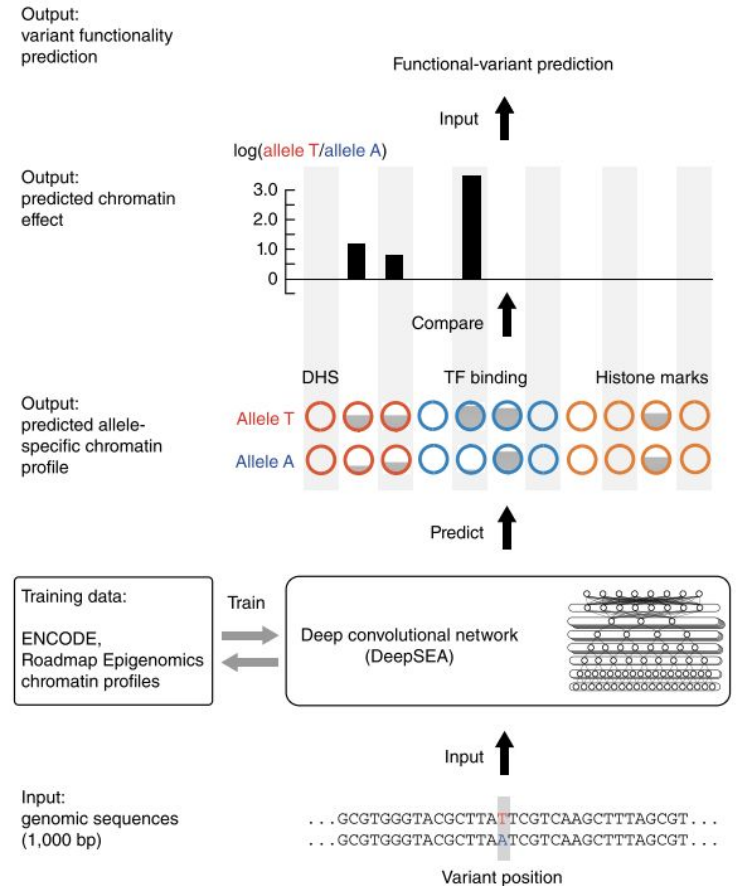 Output:
variant functionality
prediction
Functional-variant prediction
Input
log(allele T/allele A)
Output:
predicted chromatin
effect
3.0
2.0
1.0
0
Compare
DHS
TF binding
Histone marks
Output:
predicted allele-
specific chromatin
profile
Allele T
Allele A
Predict
Training data:
ENCODE,
Roadmap Epigenomics
chromatin profiles
Train
Deep convolutional network
(DeepSEA)
Input
Input:
genomic sequences
(1,000 bp)
...GCGTGGGTACGCTTATTCGTCAAGCTTTAGCGT...
...GCGTGGGTACGCTTAATCGTCAAGCTTTAGCGT...
Variant position